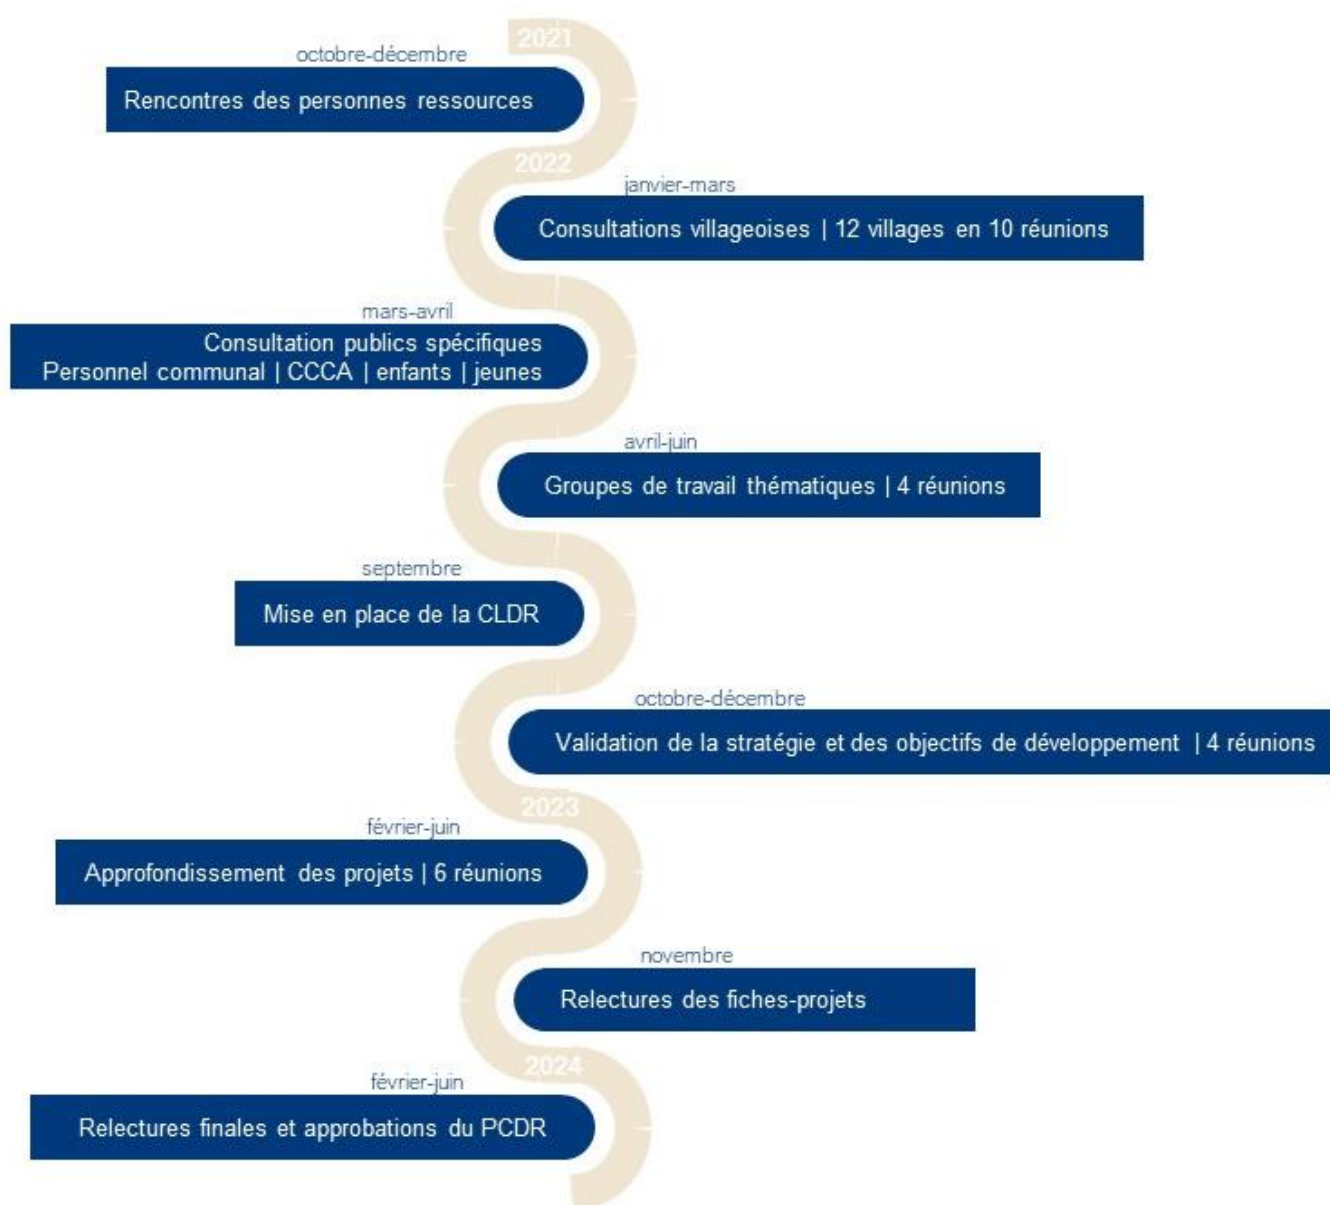 2021
octobre-décembre
Rencontres des personnes ressources
2022
janvier-mars
Consultations villageoises | 12 villages en 10 réunions
mars-avril
Consultation publics spécifiques
Personnel communal | CCCA | enfants | jeunes
avril-juin
Groupes de travail thématiques | 4 réunions
septembre
Mise en place de la CLDR
octobre-décembre
Validation de la stratégie et des objectifs de développement | 4 réunions
2023
février-juin
Approfondissement des projets | 6 réunions
novembre
Relectures des fiches-projets
2024
février-juin
Relectures finales et approbations du PCDR